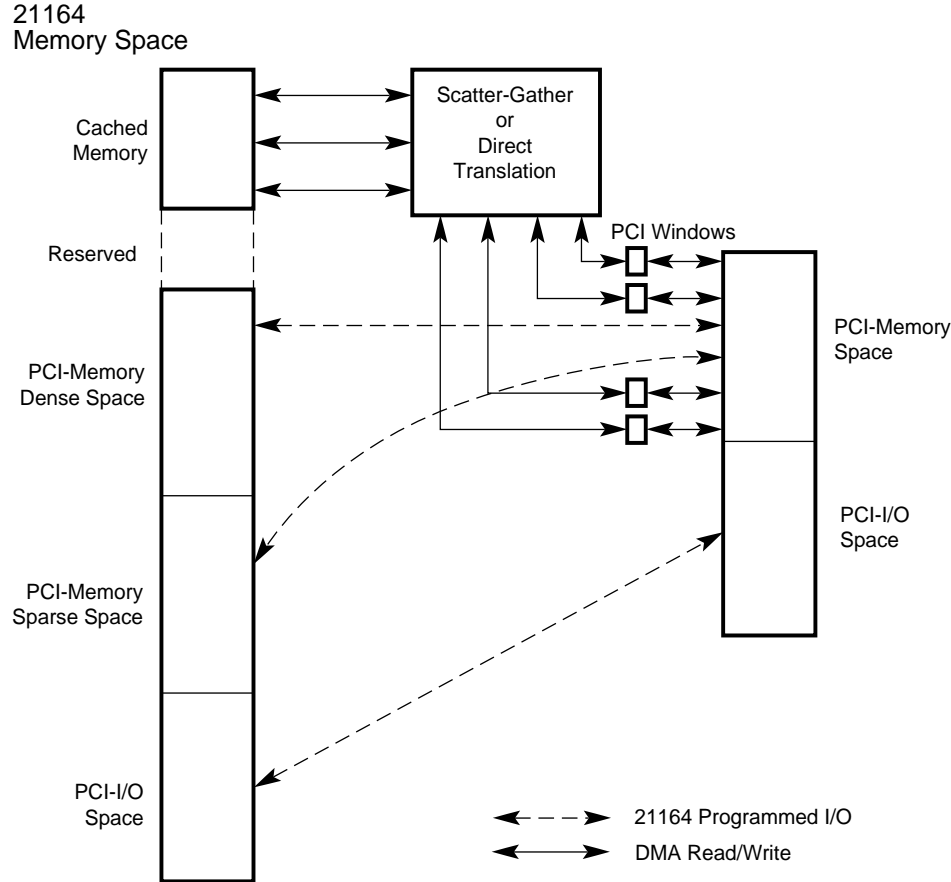 21164
Memory Space
Cached
Memory
Scatter-Gather
or
Direct
Translation
Reserved
PCI Windows
PCI-Memory
Space
PCI-Memory
Dense Space
PCI-I/O
Space
PCI-Memory
Sparse Space
PCI-I/O
Space
21164 Programmed I/O
DMA Read/Write